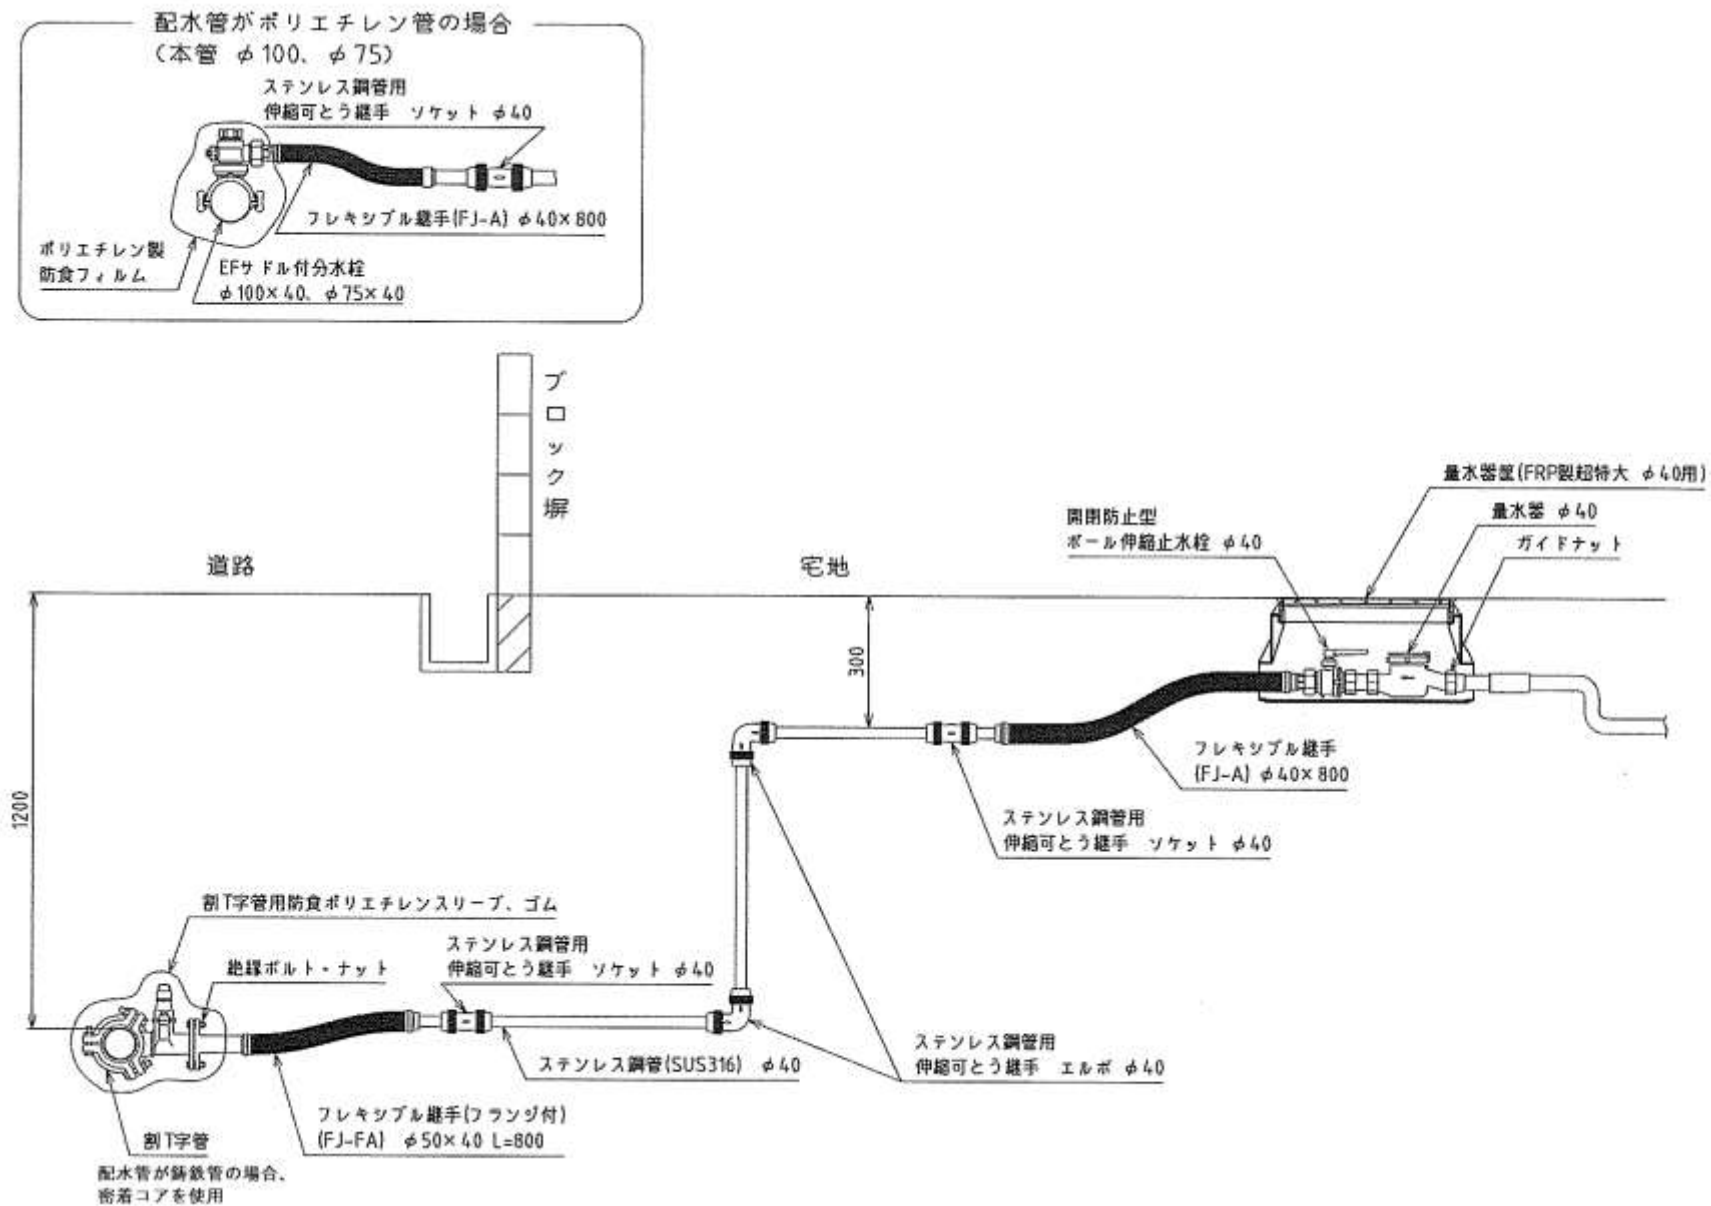 配水管がポリエチレン管の場合
(本管 φ100、φ75)
ステンレス鋼管用
伸縮可とう継手 ソケット φ40
フレキシブル継手(FJ-A) φ40×800
ポリエチレン製
防食フィルム
EFサドル付分水栓
φ100×40、φ75×40
ブロック塀
道路
宅地
量水器筐(FRP製超特大 φ40用)
量水器 φ40
ガイドナット
開閉防止型
ボール伸縮止水栓 φ40
300
1200
フレキシブル継手
(FJ-A) φ40×800
ステンレス鋼管用
伸縮可とう継手 ソケット φ40
割T字管用防食ポリエチレンスリーブ、ゴム
絶縁ボルト・ナット
ステンレス鋼管用
伸縮可とう継手 ソケット φ40
ステンレス鋼管(SUS316) φ40
ステンレス鋼管用
伸縮可とう継手 エルボ φ40
フレキシブル継手(フランジ付)
(FJ-FA) φ50×40 L=800
割T字管
配水管が鋳鉄管の場合、
密着コアを使用